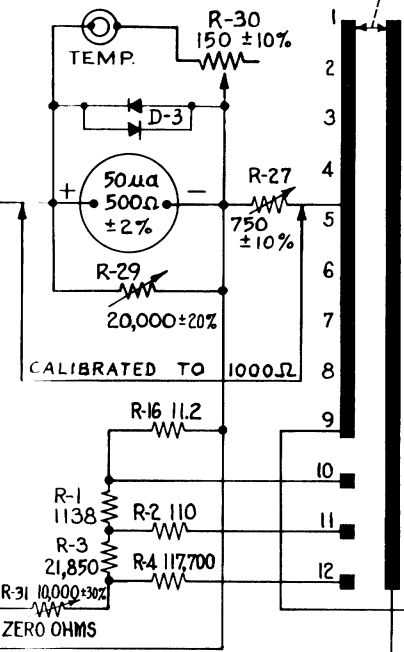 R-30
150 ±10%
TEMP.
D-3
+ 50μa −
500Ω
±2%
R-27
750
±10%
R-29
20,000 ±20%
CALIBRATED TO 1000Ω
R-16 11.2
R-1
1138
R-2 110
R-3
21,850
R-4 117,700
R-31 10,000 ±30%
ZERO OHMS
1
2
3
4
5
6
7
8
9
10
11
12